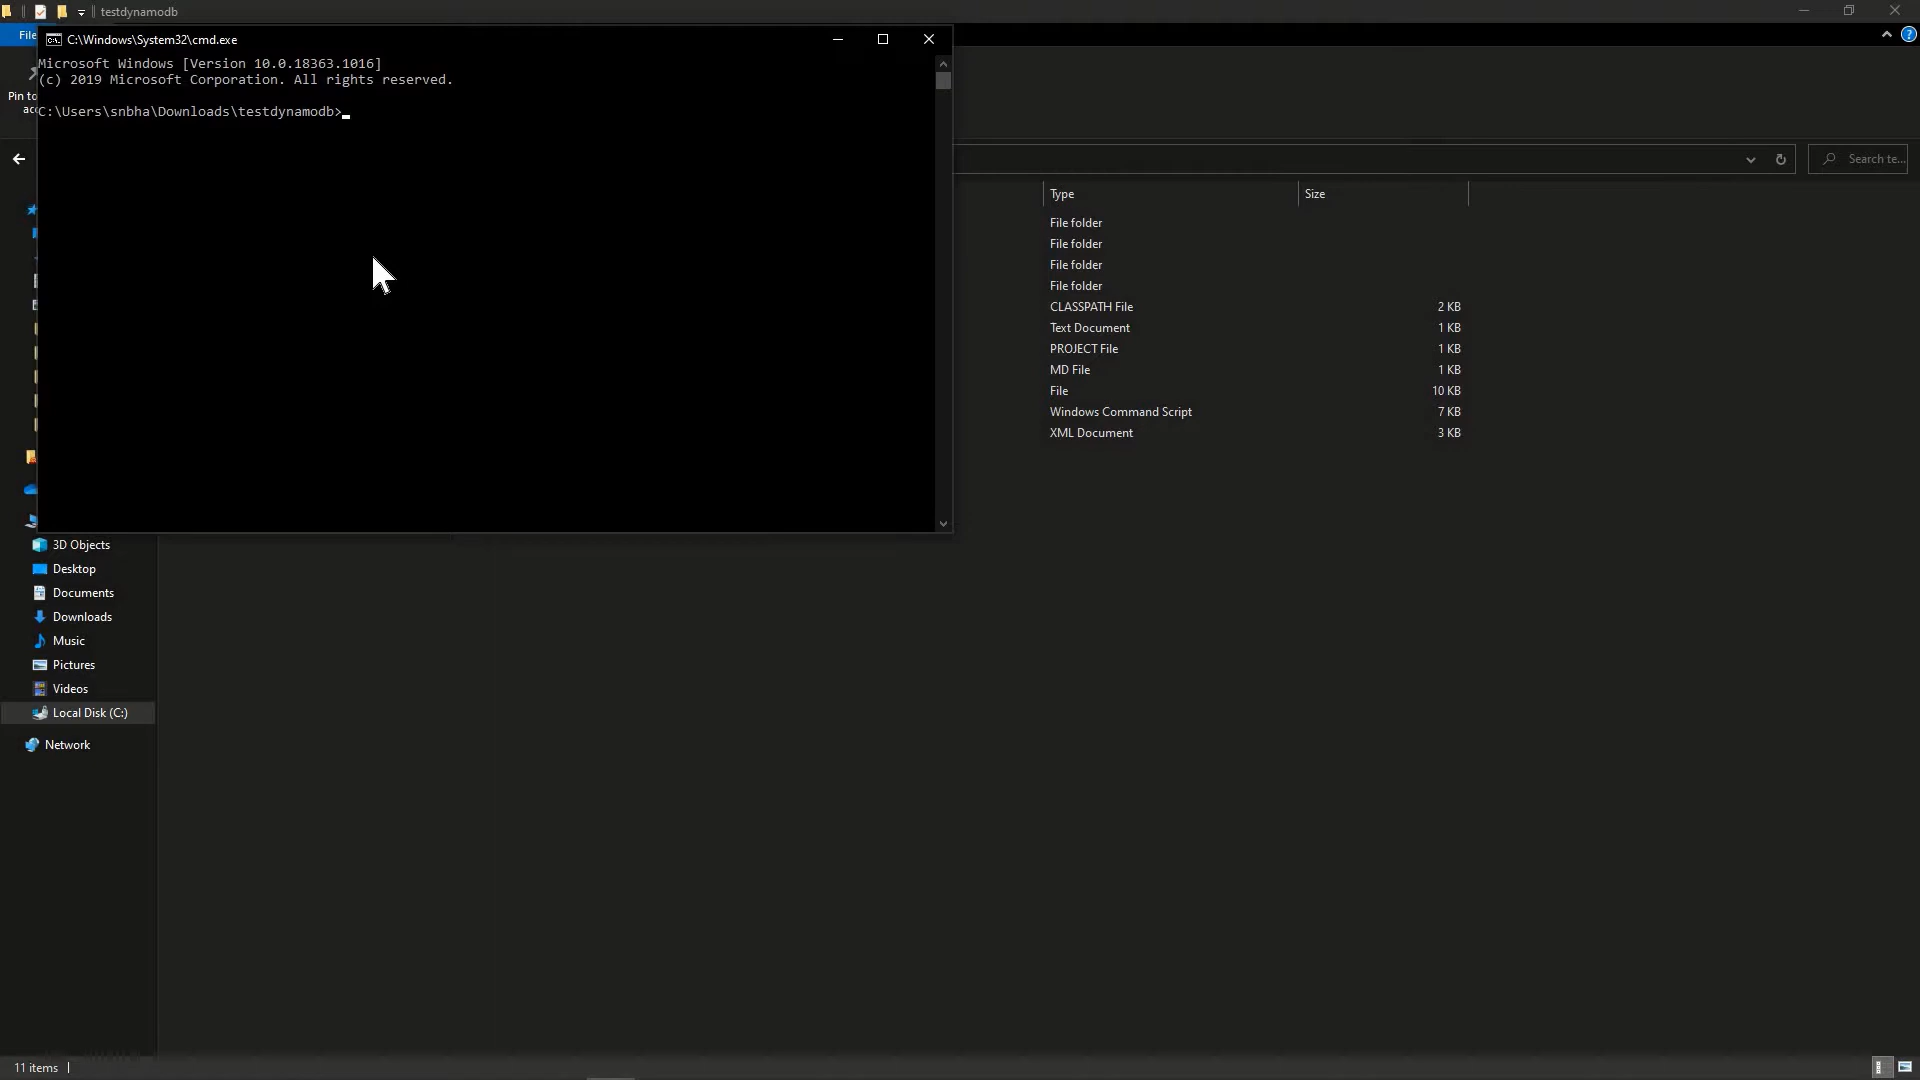 testdynamodb
File
C:\Windows\System32\cmd.exe
Microsoft Windows [Version 10.0.18363.1016]
(c) 2019 Microsoft Corporation. All rights reserved.
Pin to
C:\Users\snbha\Downloads\testdynamodb>
Search te...
Type Size
File folder
File folder
File folder
File folder
CLASSPATH File 2 KB
Text Document 1 KB
PROJECT File 1 KB
MD File 1 KB
File 10 KB
Windows Command Script 7 KB
XML Document 3 KB
3D Objects
Desktop
Documents
Downloads
Music
Pictures
Videos
Local Disk (C:)
Network
11 items